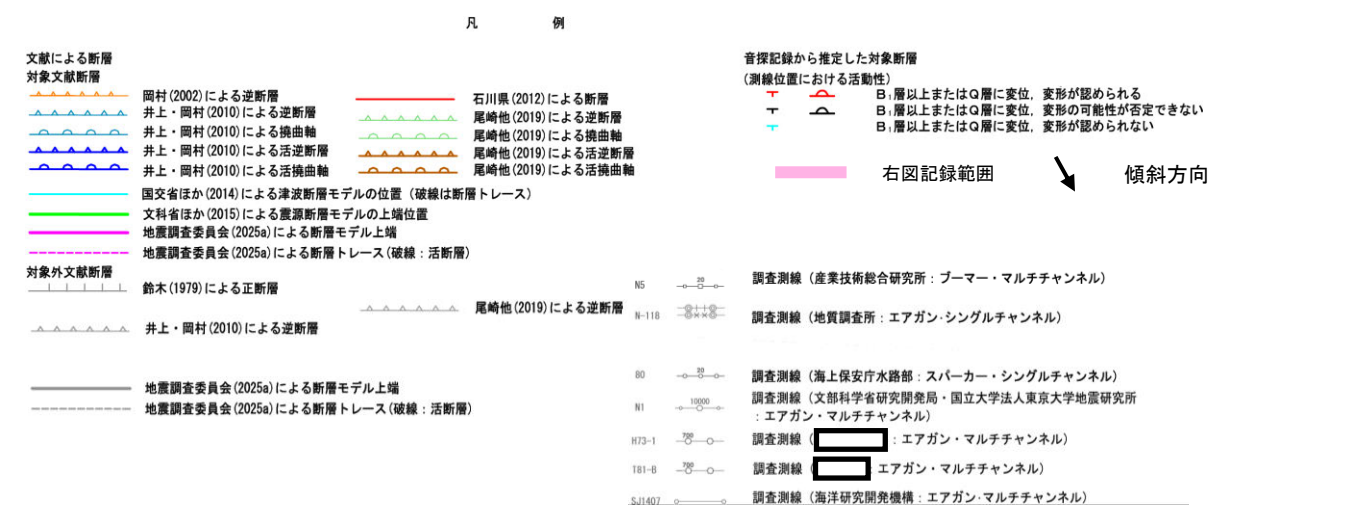 凡 例
文献による断層
対象文献断層
岡村(2002)による逆断層
井上・岡村(2010)による逆断層
井上・岡村(2010)による撓曲軸
井上・岡村(2010)による活逆断層
井上・岡村(2010)による活撓曲軸
石川県(2012)による断層
尾崎他(2019)による逆断層
尾崎他(2019)による撓曲軸
尾崎他(2019)による活逆断層
尾崎他(2019)による活撓曲軸
国交省ほか(2014)による津波断層モデルの位置（破線は断層トレース）
文科省ほか(2015)による震源断層モデルの上端位置
地震調査委員会(2025a)による断層モデル上端
地震調査委員会(2025a)による断層トレース(破線：活断層)
対象外文献断層
鈴木(1979)による正断層
尾崎他(2019)による逆断層
井上・岡村(2010)による逆断層
地震調査委員会(2025a)による断層モデル上端
地震調査委員会(2025a)による断層トレース(破線：活断層)
音探記録から推定した対象断層
(測線位置における活動性)
B₁層以上またはQ層に変位，変形が認められる
B₁層以上またはQ層に変位，変形の可能性が否定できない
B₁層以上またはQ層に変位，変形が認められない
右図記録範囲
傾斜方向
N5 20 調査測線（産業技術総合研究所：ブーマー・マルチチャンネル）
N-118 調査測線（地質調査所：エアガン・シングルチャンネル）
80 20 調査測線（海上保安庁水路部：スパーカー・シングルチャンネル）
N1 10000 調査測線（文部科学省研究開発局・国立大学法人東京大学地震研究所
：エアガン・マルチチャンネル）
H73-1 700 調査測線（ ：エアガン・マルチチャンネル）
T81-B 700 調査測線（ ：エアガン・マルチチャンネル）
SJ1407 調査測線（海洋研究開発機構：エアガン・マルチチャンネル）